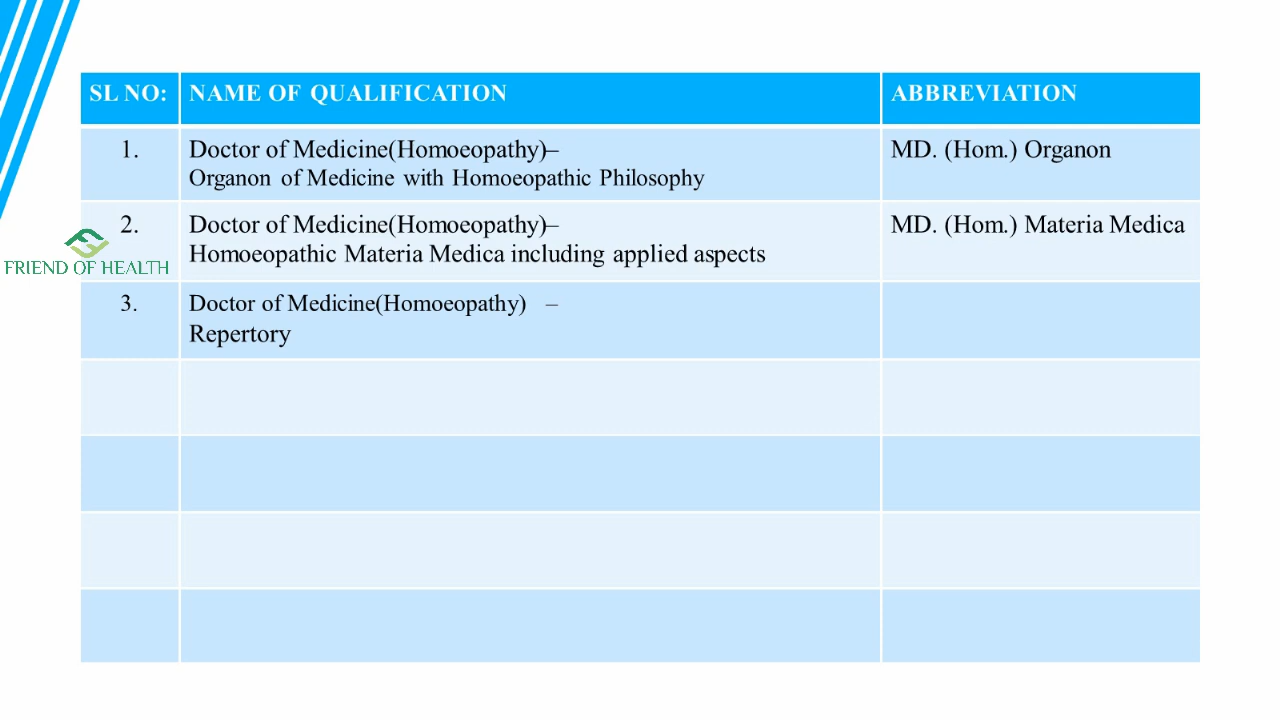 SL NO: NAME OF QUALIFICATION ABBREVIATION
1. Doctor of Medicine(Homoeopathy)– MD. (Hom.) Organon
Organon of Medicine with Homoeopathic Philosophy
2. Doctor of Medicine(Homoeopathy)– MD. (Hom.) Materia Medica
Homoeopathic Materia Medica including applied aspects
FRIEND OF HEALTH
3. Doctor of Medicine(Homoeopathy) –
Repertory